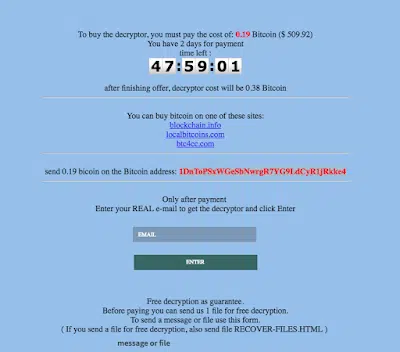 To buy the decryptor, you must pay the cost of: 0.19 Bitcoin ($ 509.92)
You have 2 days for payment
time left :
47:59:01
after finishing offer, decryptor cost will be 0.38 Bitcoin
You can buy bitcoin on one of these sites:
blockchain.info
localbitcoins.com
btc4ee.com
send 0.19 bicoin on the Bitcoin address: 1DnToPSxWGeSbNwrgR7YG9LdCyR1jRkke4
Only after payment
Enter your REAL e-mail to get the decryptor and click Enter
EMAIL
ENTER
Free decryption as guarantee.
Before paying you can send us 1 file for free decryption.
To send a message or file use this form.
( If you send a file for free decryption, also send file RECOVER-FILES.HTML )
message or file